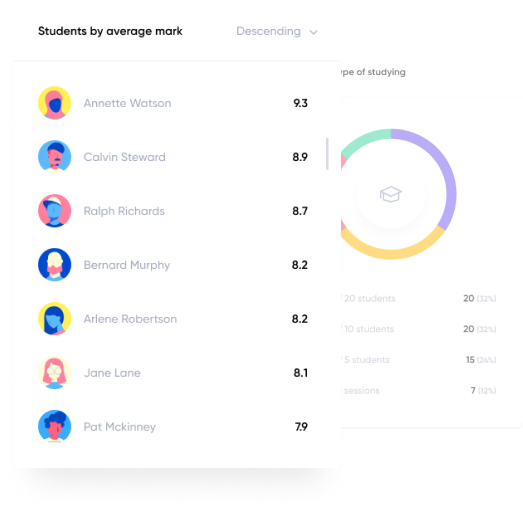 Students by average mark
Descending
Annette Watson 9.3
Calvin Steward 8.9
Ralph Richards 8.7
Bernard Murphy 8.2
Arlene Robertson 8.2
Jane Lane 8.1
Pat Mckinney 7.9
of studying
20 students 20 (32%)
10 students 20 (32%)
5 students 15 (24%)
sessions 7 (12%)